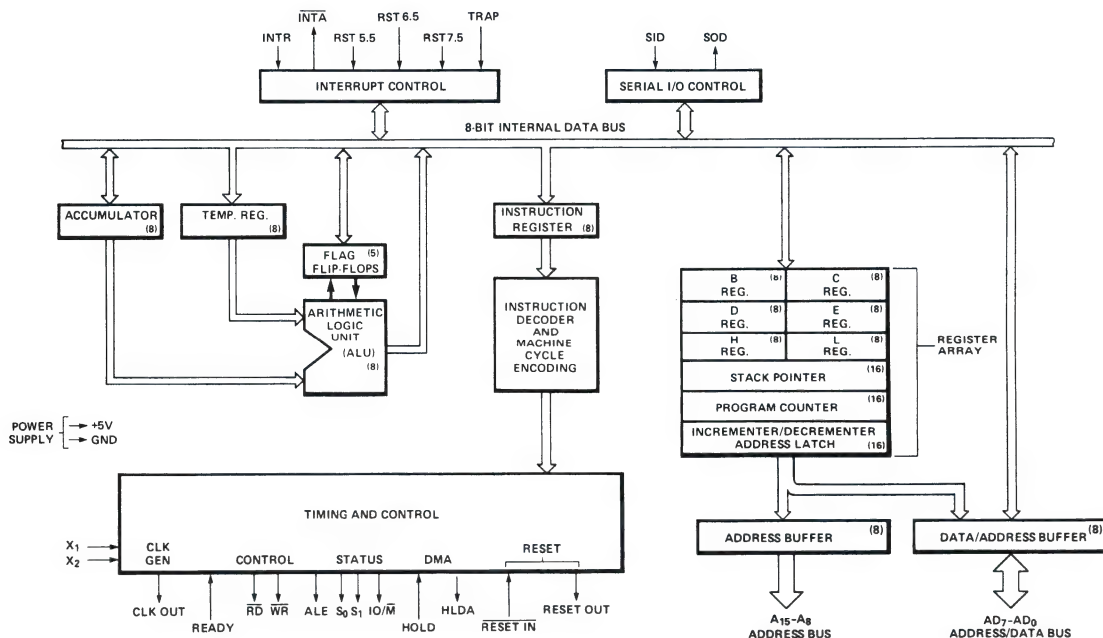 INTR
INTA
RST 5.5
RST 6.5
RST 7.5
TRAP
SID
SOD
INTERRUPT CONTROL
SERIAL I/O CONTROL
8-BIT INTERNAL DATA BUS
ACCUMULATOR
(8)
TEMP. REG.
(8)
FLAG (5)
FLIP-FLOPS
ARITHMETIC
LOGIC
UNIT
(ALU)
(8)
INSTRUCTION
REGISTER (8)
INSTRUCTION
DECODER
AND
MACHINE
CYCLE
ENCODING
B (8)
REG.
C (8)
REG.
D (8)
REG.
E (8)
REG.
H (8)
REG.
L (8)
REG.
STACK POINTER (16)
PROGRAM COUNTER (16)
INCREMENTER/DECREMENTER
ADDRESS LATCH (16)
REGISTER
ARRAY
POWER
SUPPLY
+5V
GND
TIMING AND CONTROL
X1
X2
CLK
GEN
CONTROL
STATUS
DMA
RESET
CLK OUT
READY
RD
WR
ALE
S0
S1
IO/M
HOLD
HLDA
RESET IN
RESET OUT
ADDRESS BUFFER (8)
DATA/ADDRESS BUFFER (8)
A15–A8
ADDRESS BUS
AD7–AD0
ADDRESS/DATA BUS